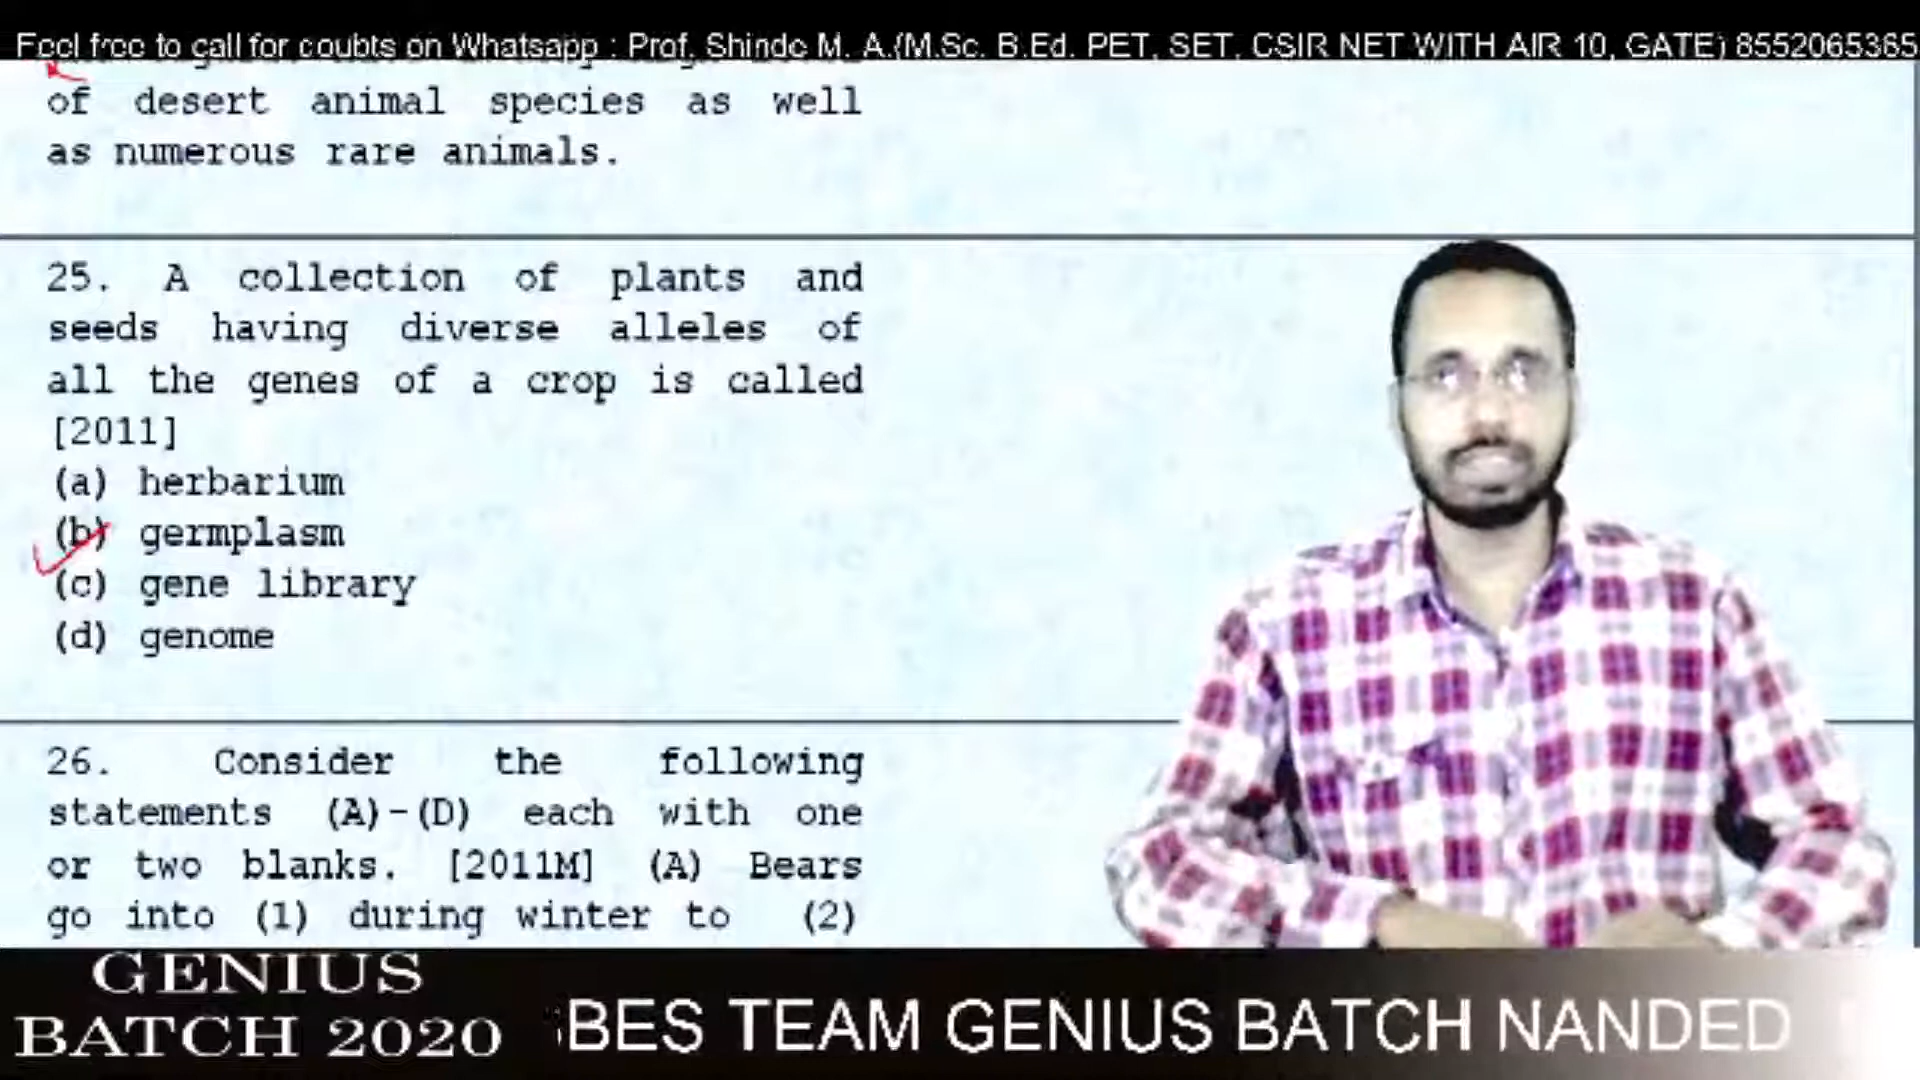 Feel free to call for coubts on Whatsapp : Prof. Shinde M. A.(M.Sc. B.Ed. PET, SET, CSIR NET WITH AIR 10, GATE) 8552065365
of desert animal species as well
as numerous rare animals.
25. A collection of plants and
seeds having diverse alleles of
all the genes of a crop is called
[2011]
(a) herbarium
(b) germplasm
(c) gene library
(d) genome
26. Consider the following
statements (A)-(D) each with one
or two blanks. [2011M] (A) Bears
go into (1) during winter to (2)
GENIUS
BATCH 2020
BES TEAM GENIUS BATCH NANDED